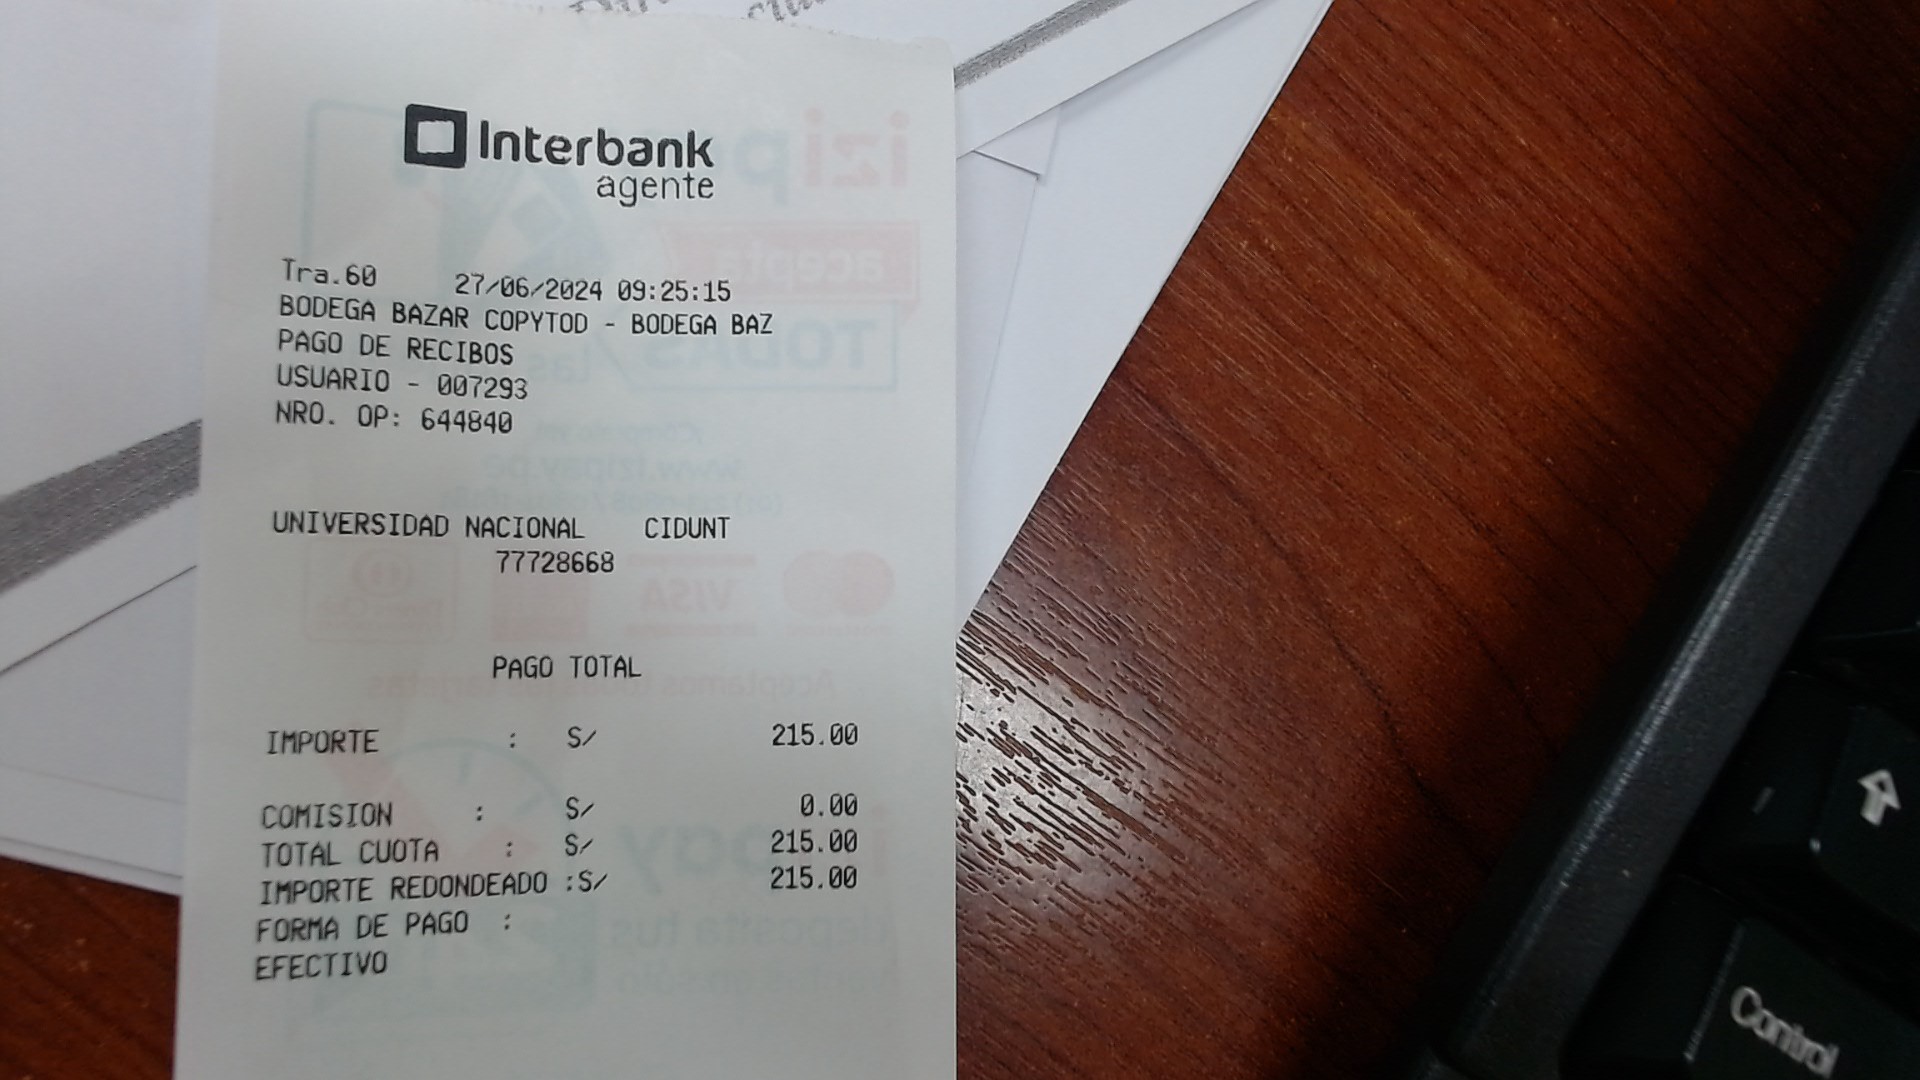 Interbank
agente
Tra.60 27/06/2024 09:25:15
BODEGA BAZAR COPYTOD - BODEGA BAZ
PAGO DE RECIBOS
USUARIO - 007293
NRO. OP: 644840
UNIVERSIDAD NACIONAL CIDUNT
77728668
PAGO TOTAL
IMPORTE : S/ 215.00
COMISION : S/ 0.00
TOTAL CUOTA : S/ 215.00
IMPORTE REDONDEADO :S/ 215.00
FORMA DE PAGO :
EFECTIVO
Control